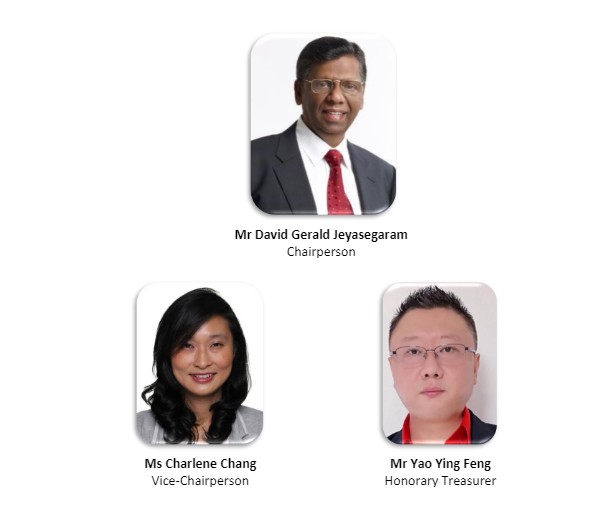 Mr David Gerald Jeyasegaram
Chairperson
Ms Charlene Chang
Vice-Chairperson
Mr Yao Ying Feng
Honorary Treasurer